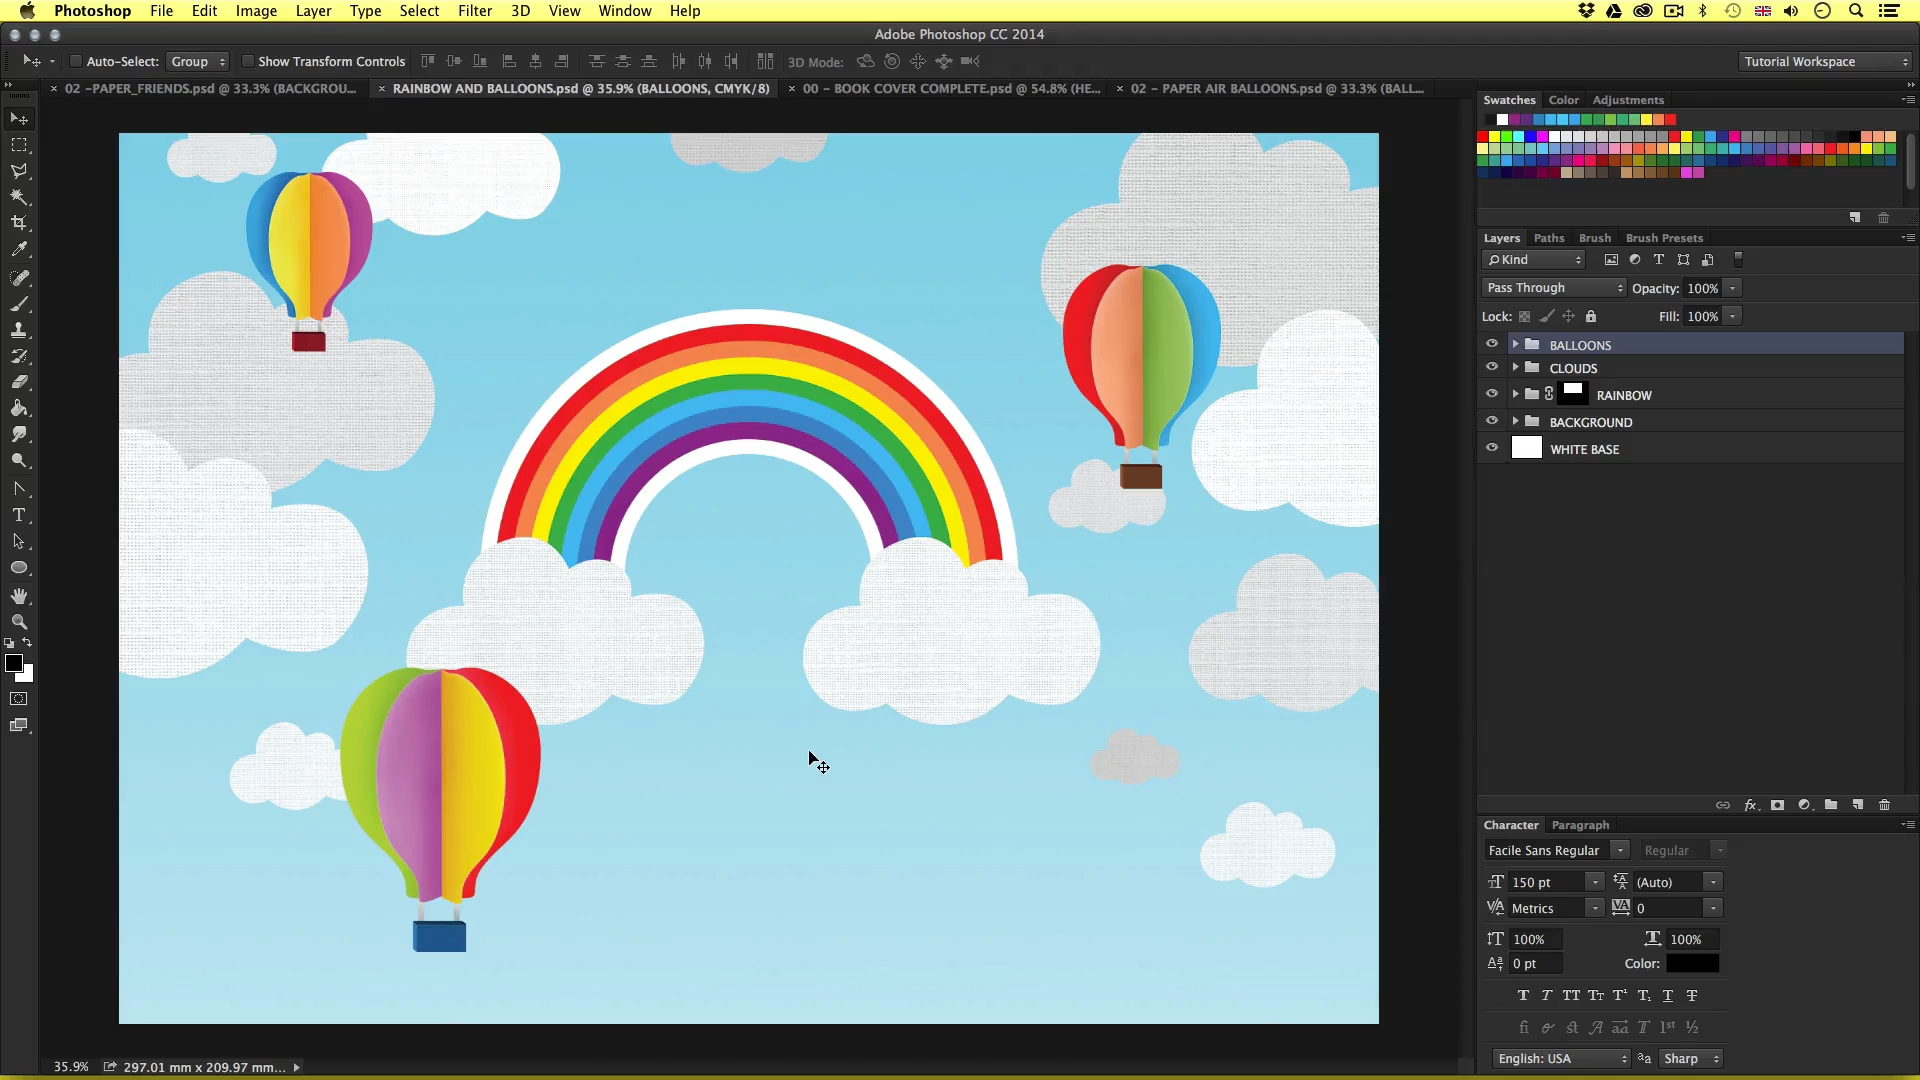 Photoshop File Edit Image Layer Type Select Filter 3D View Window Help
Adobe Photoshop CC 2014
Auto-Select: Group Show Transform Controls 3D Mode: Tutorial Workspace
02 -PAPER_FRIENDS.psd @ 33.3% (BACKGROU... RAINBOW AND BALLOONS.psd @ 35.9% (BALLOONS, CMYK/8) 00 - BOOK COVER COMPLETE.psd @ 54.8% (HE... 02 - PAPER AIR BALLOONS.psd @ 33.3% (BALL...
Swatches Color Adjustments
Layers Paths Brush Brush Presets
Kind
Pass Through Opacity: 100%
Lock: Fill: 100%
BALLOONS
CLOUDS
RAINBOW
BACKGROUND
WHITE BASE
Character Paragraph
Facile Sans Regular Regular
150 pt (Auto)
Metrics 0
100% 100%
0 pt Color:
English: USA Sharp
35.9% 297.01 mm x 209.97 mm...